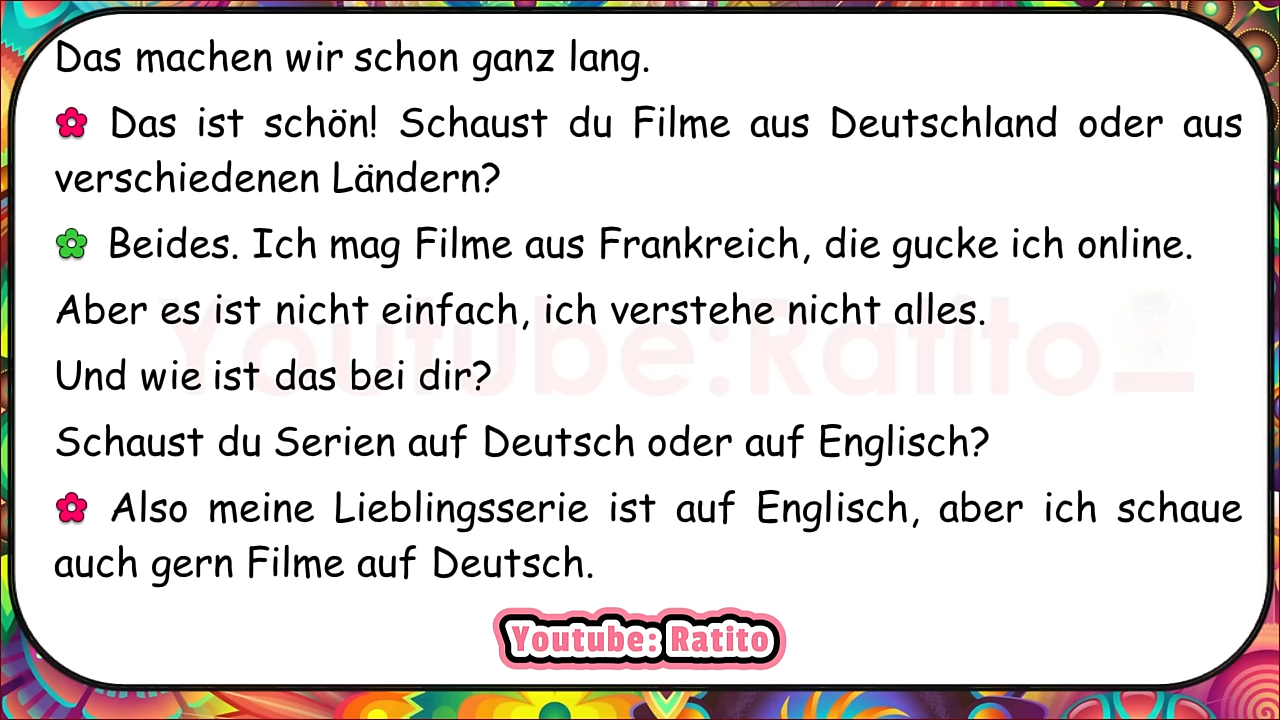 Das machen wir schon ganz lang.
Das ist schön! Schaust du Filme aus Deutschland oder aus
verschiedenen Ländern?
Beides. Ich mag Filme aus Frankreich, die gucke ich online.
Aber es ist nicht einfach, ich verstehe nicht alles.
Youtube:Ratito
Und wie ist das bei dir?
Schaust du Serien auf Deutsch oder auf Englisch?
Also meine Lieblingsserie ist auf Englisch, aber ich schaue
auch gern Filme auf Deutsch.
Youtube: Ratito